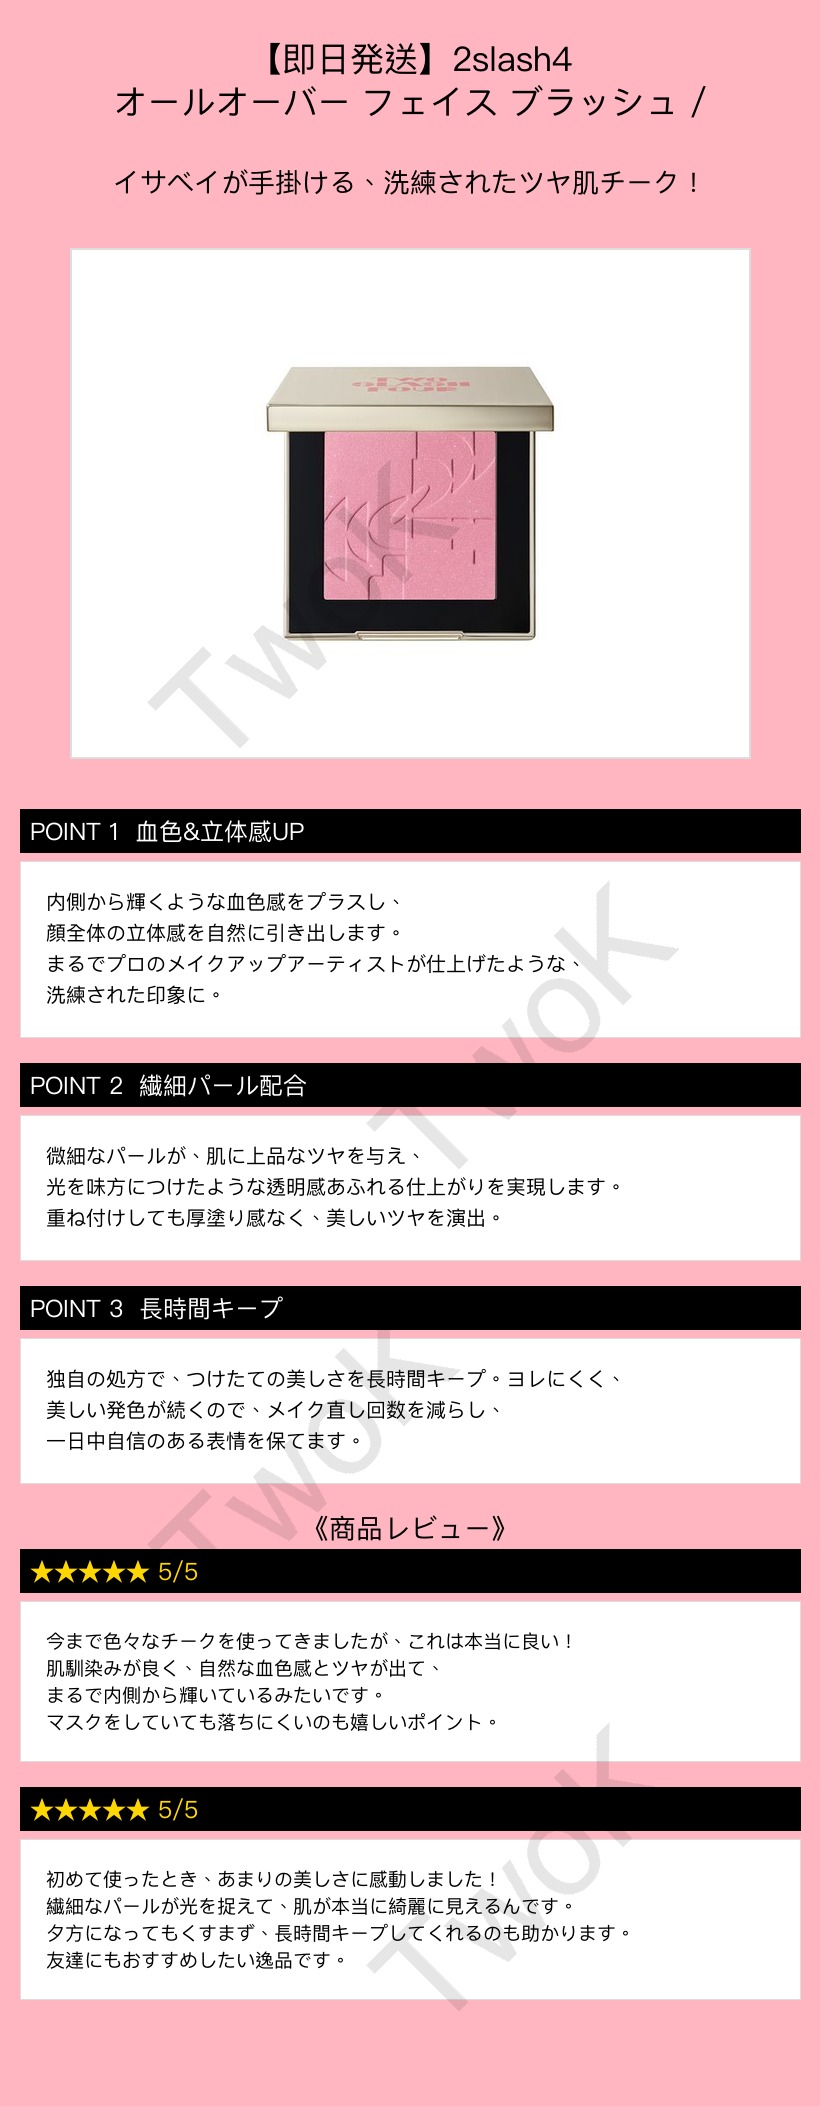 【即日発送】2slash4
オールオーバー フェイス ブラッシュ /
イサベイが手掛ける、洗練されたツヤ肌チーク！
TWO
SLASH
FOUR
TwoK
POINT 1 血色&立体感UP
内側から輝くような血色感をプラスし、
顔全体の立体感を自然に引き出します。
まるでプロのメイクアップアーティストが仕上げたような、
洗練された印象に。
TwoK
POINT 2 繊細パール配合
微細なパールが、肌に上品なツヤを与え、
光を味方につけたような透明感あふれる仕上がりを実現します。
重ね付けしても厚塗り感なく、美しいツヤを演出。
POINT 3 長時間キープ
独自の処方で、つけたての美しさを長時間キープ。ヨレにくく、
美しい発色が続くので、メイク直し回数を減らし、
一日中自信のある表情を保てます。
TwoK
《商品レビュー》
★★★★★ 5/5
今まで色々なチークを使ってきましたが、これは本当に良い！
肌馴染みが良く、自然な血色感とツヤが出て、
まるで内側から輝いているみたいです。
マスクをしていても落ちにくいのも嬉しいポイント。
★★★★★ 5/5
初めて使ったとき、あまりの美しさに感動しました！
繊細なパールが光を捉えて、肌が本当に綺麗に見えるんです。
夕方になってもくすまず、長時間キープしてくれるのも助かります。
友達にもおすすめしたい逸品です。
TwoK